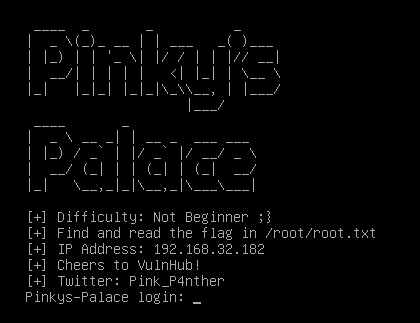 Pinky's
Palace
[+] Difficulty: Not Beginner ;}
[+] Find and read the flag in /root/root.txt
[+] IP Address: 192.168.32.182
[+] Cheers to VulnHub!
[+] Twitter: Pink_P4nther
Pinkys-Palace login: _